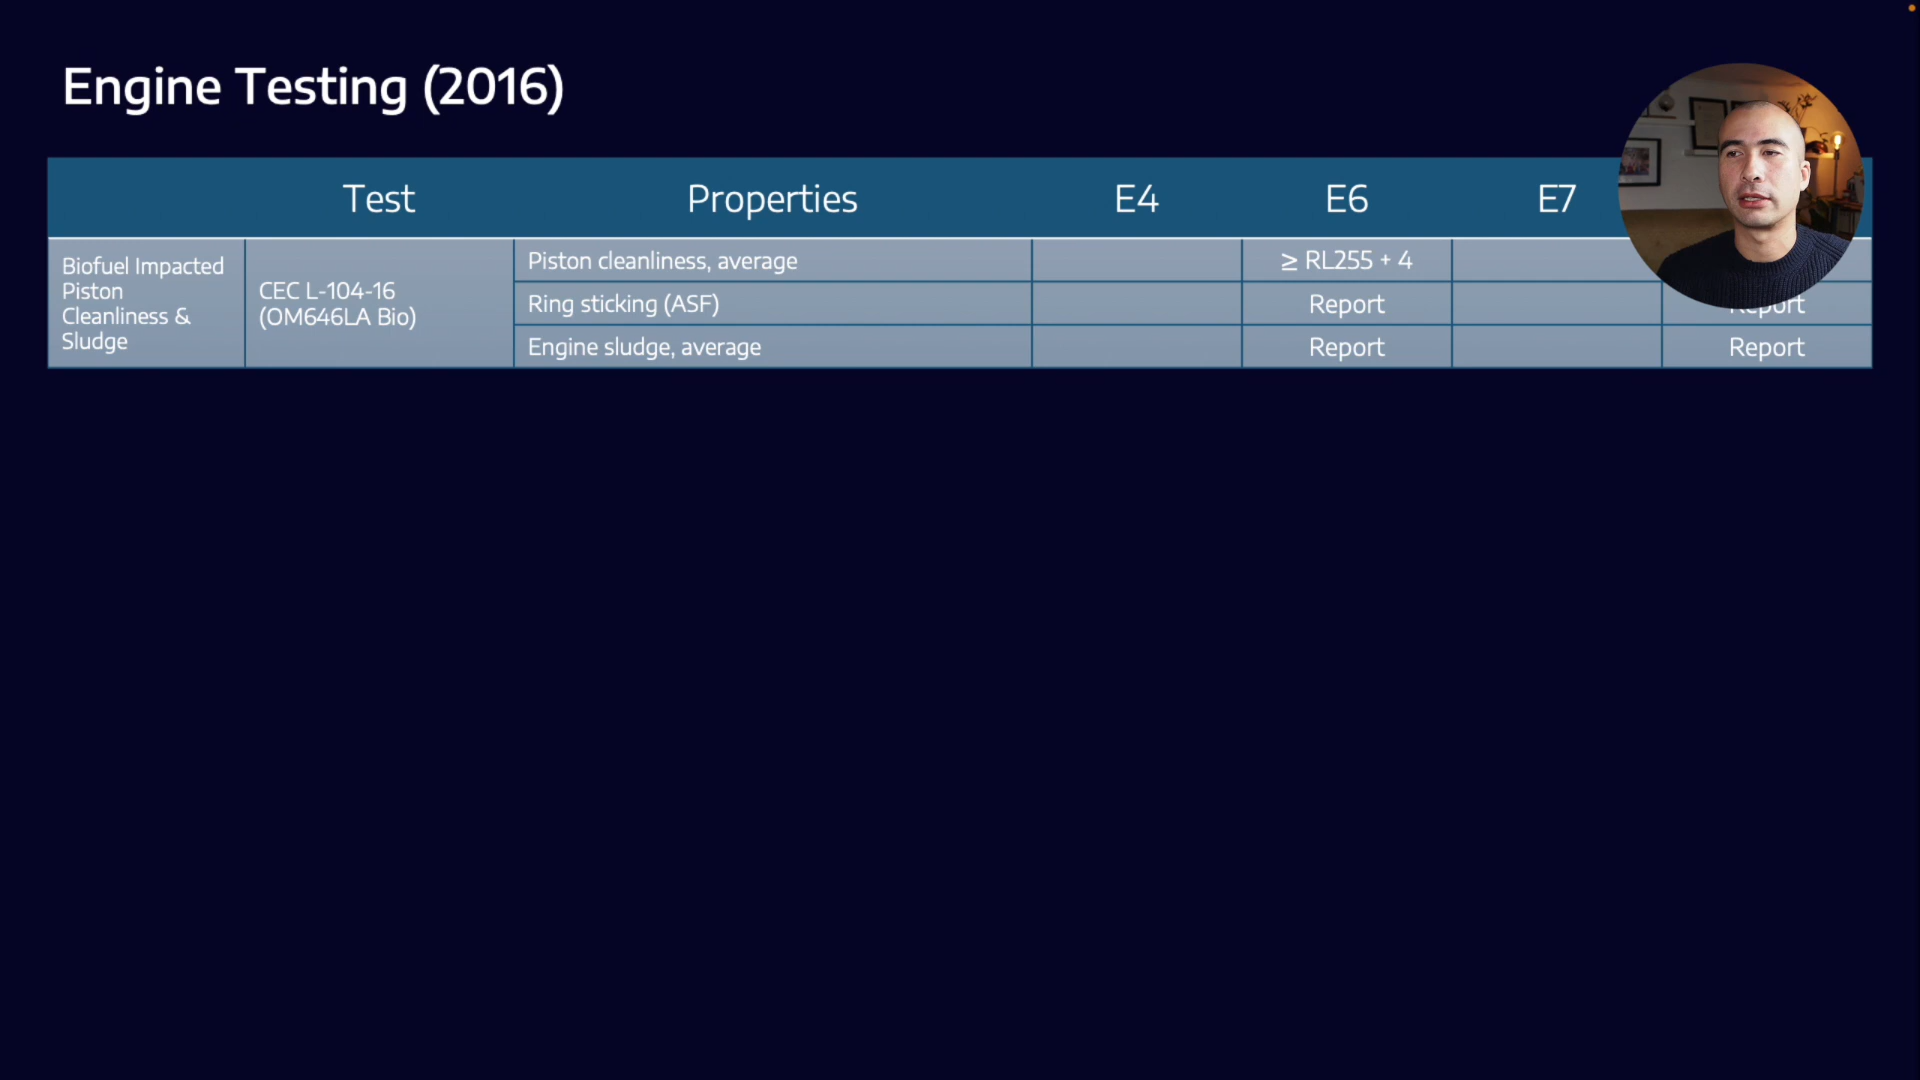 Engine Testing (2016)
Test Properties E4 E6 E7
Biofuel Impacted
Piston
Cleanliness &
Sludge
CEC L-104-16
(OM646LA Bio)
Piston cleanliness, average ≥ RL255 + 4
Ring sticking (ASF) Report
Engine sludge, average Report Report